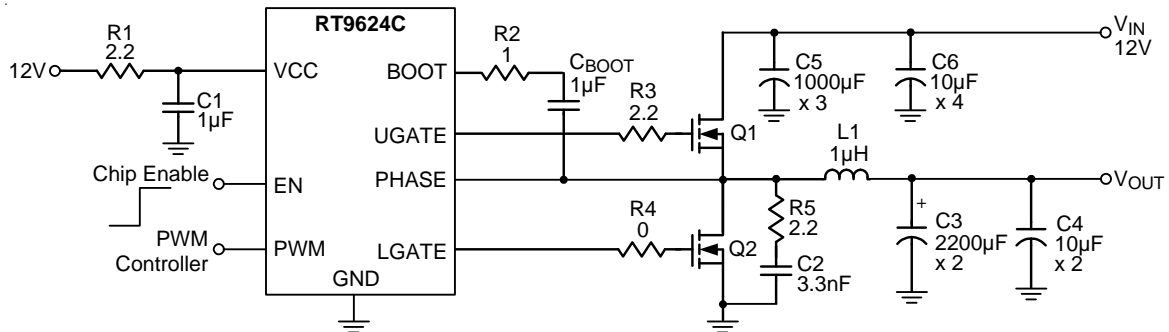 RT9624C
R1
2.2
12V
VCC
C1
1µF
Chip Enable
EN
PWM
Controller
PWM
GND
BOOT
UGATE
PHASE
LGATE
R2
1
CBOOT
1µF
R3
2.2
Q1
R4
0
Q2
R5
2.2
C2
3.3nF
C5
1000µF
x 3
C6
10µF
x 4
VIN
12V
L1
1µH
VOUT
+
C3
2200µF
x 2
C4
10µF
x 2